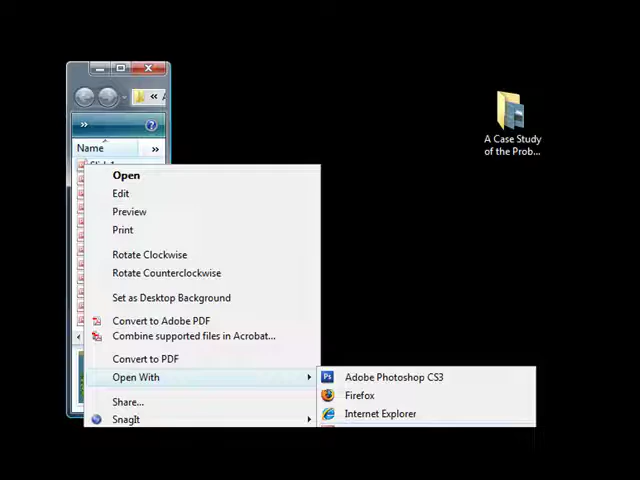 A Case Study
of the Prob...
Name
Open
Edit
Preview
Print
Rotate Clockwise
Rotate Counterclockwise
Set as Desktop Background
Convert to Adobe PDF
Combine supported files in Acrobat...
Convert to PDF
Open With
Share...
SnagIt
Ps Adobe Photoshop CS3
Firefox
Internet Explorer